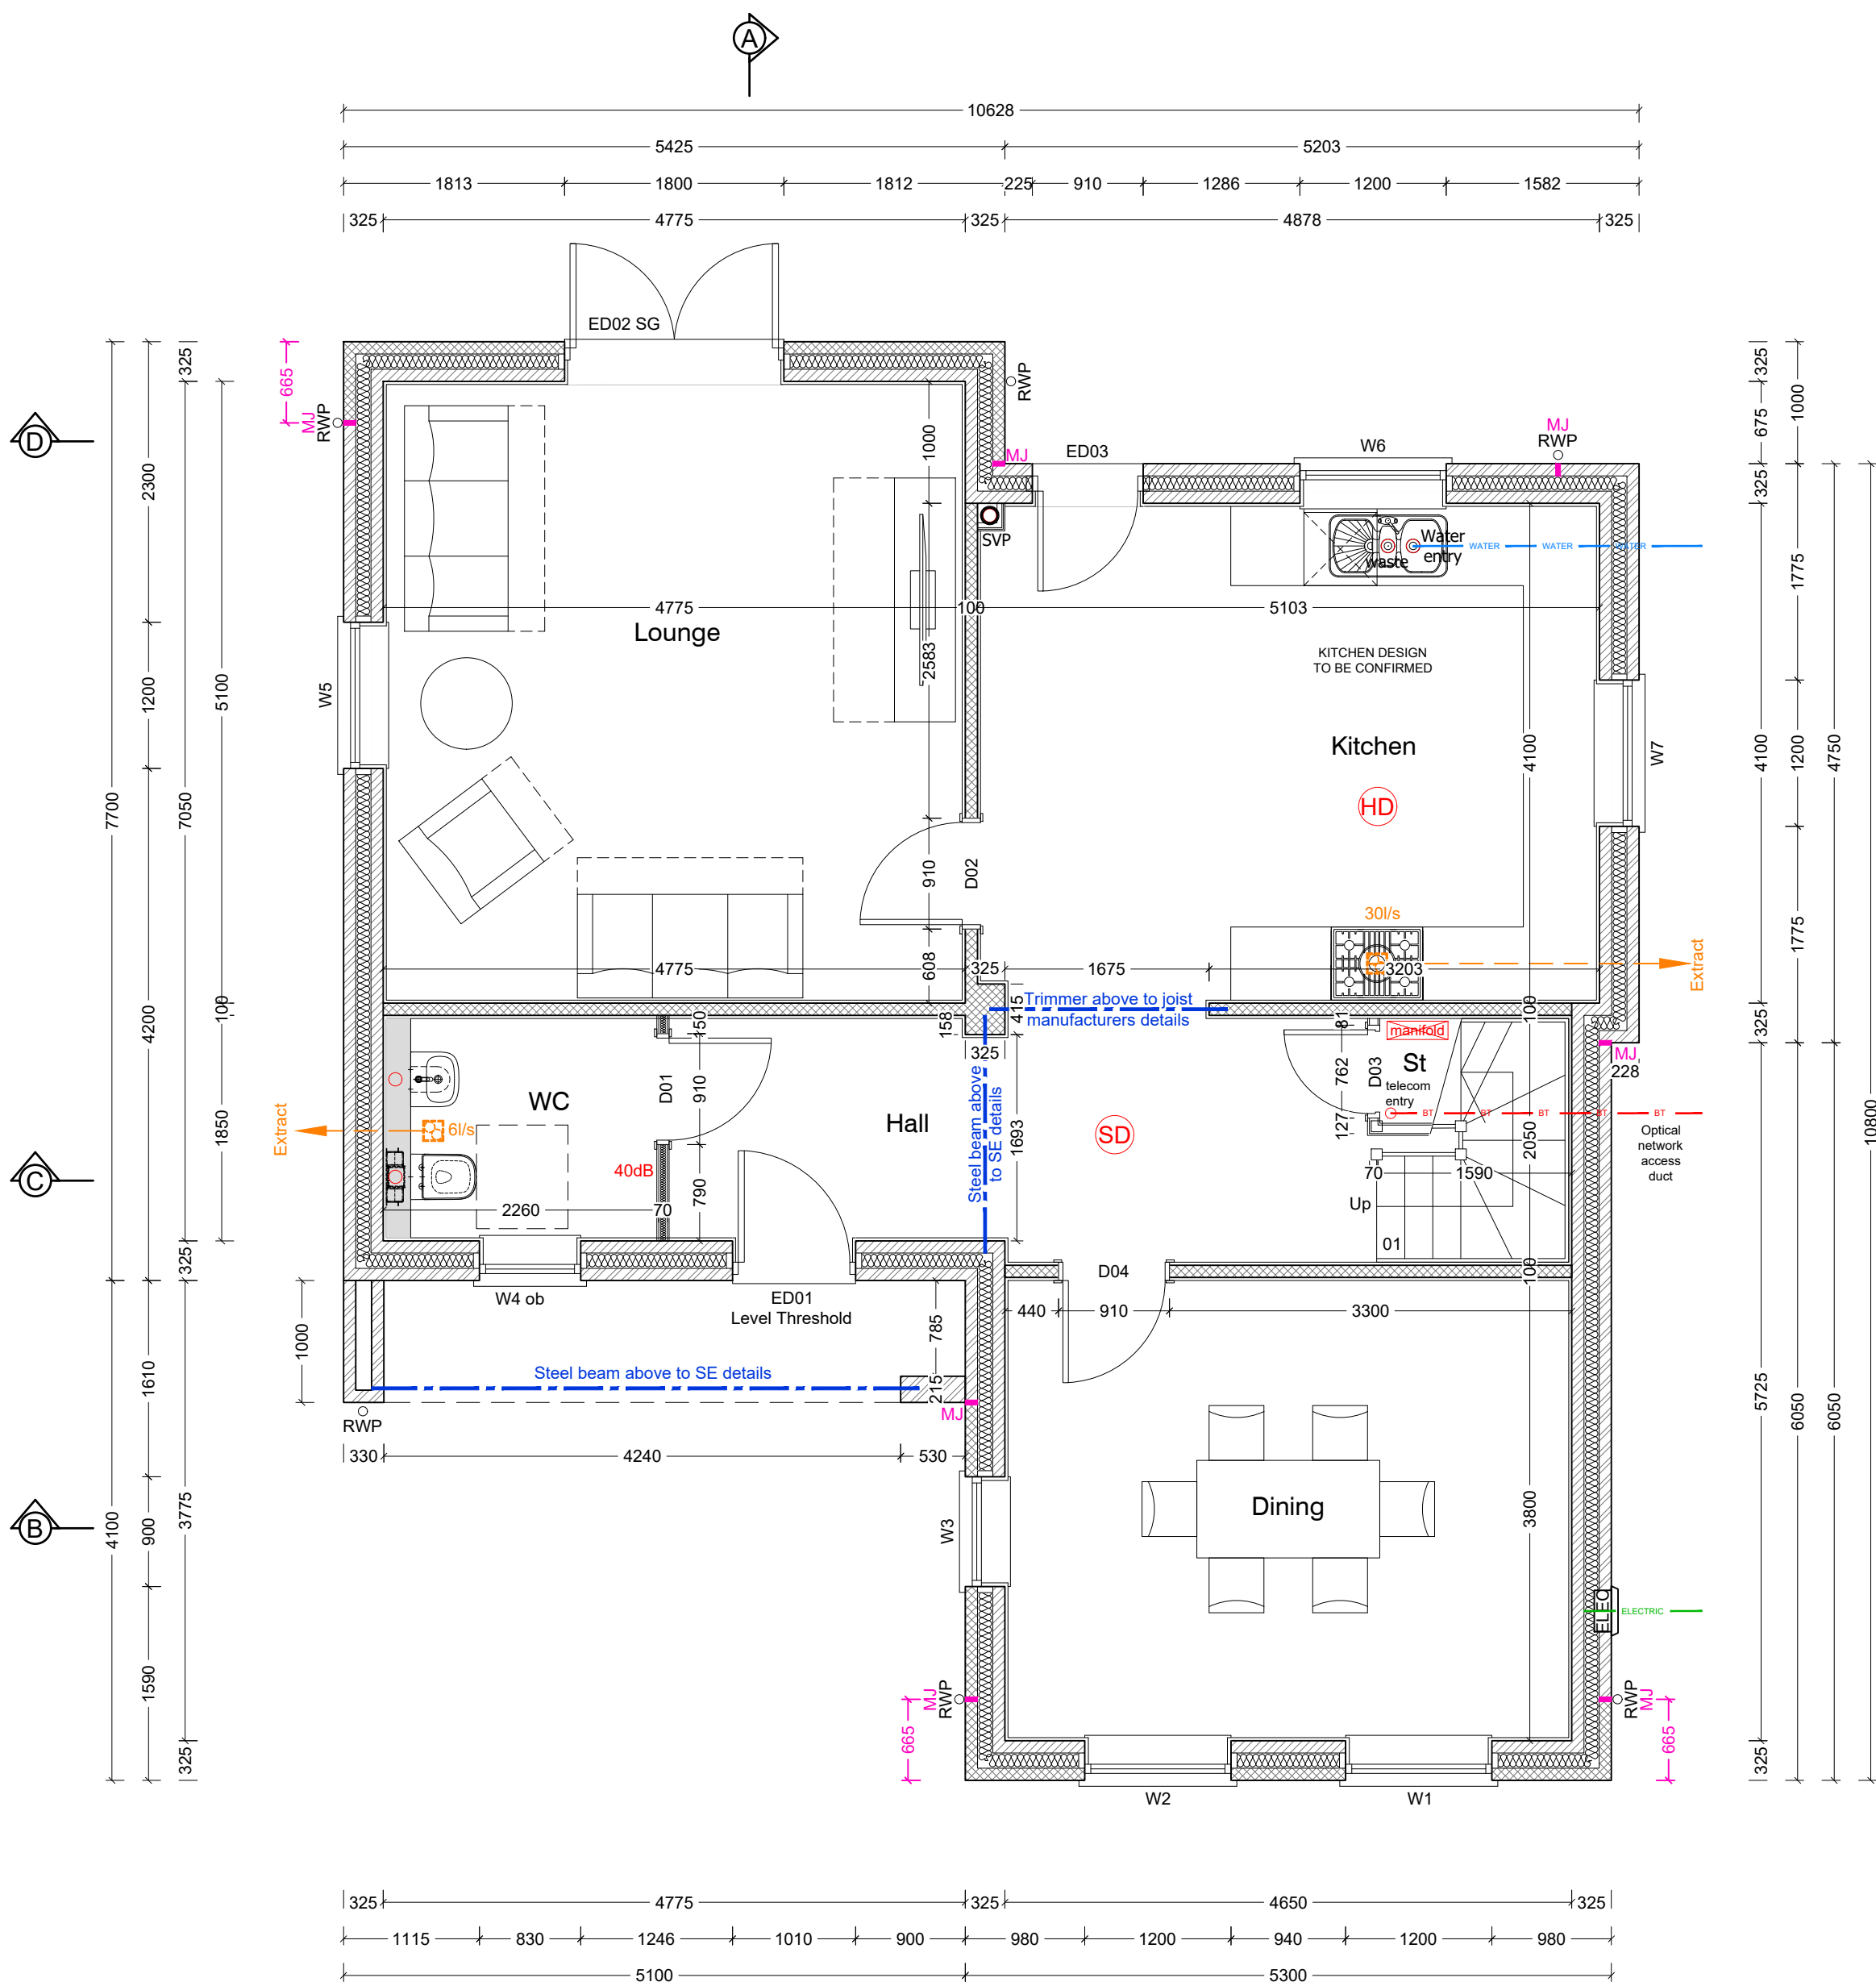 A
10628
5425 5203
1813 1800 1812 225 910 1286 1200 1582
325 4775 325 4878 325
ED02 SG
665
MJ
RWP
RWP
MJ
ED03
W6
MJ
RWP
D
325
2300
1000
SVP
Water
entry
waste
WATER WATER WATER
325
675
1000
325
4775 100 5103
Lounge
2583
KITCHEN DESIGN
TO BE CONFIRMED
1775
W5
1200
5100
7050
7700
Kitchen
HD
4100
W7
4100
1200
4750
910
D02
30l/s
1775
Extract
608
4775 325 1675 3203
100
4200
Trimmer above to joist
manufacturers details
415
158
325
150
81
manifold
100
325
MJ
228
St
telecom
entry
BT BT BT BT BT
Optical
network
access
duct
WC
D01
910
Hall
Steel beam above
to SE details
1693
SD
762
D03
127
2050
10800
Extract
6l/s
1850
C
40dB
790
2260 70
70 1590
Up
01
325
W4 ob
ED01
Level Threshold
D04
100
440 910 3300
1000
785
215
Steel beam above to SE details
MJ
RWP
330 4240 530
1610
3775
4100
900
1590
325
B
W3
Dining
3800
5725
6050
6050
ELEC
ELECTRIC
MJ
RWP
665
RWP
MJ
665
325
W2 W1
325 4775 325 4650 325
1115 830 1246 1010 900 980 1200 940 1200 980
5100 5300